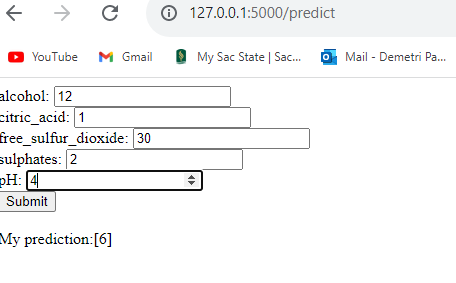 127.0.0.1:5000/predict
YouTube Gmail My Sac State | Sac... Mail - Demetri Pa...
alcohol: 12
citric_acid: 1
free_sulfur_dioxide: 30
sulphates: 2
pH: 4
Submit
My prediction:[6]